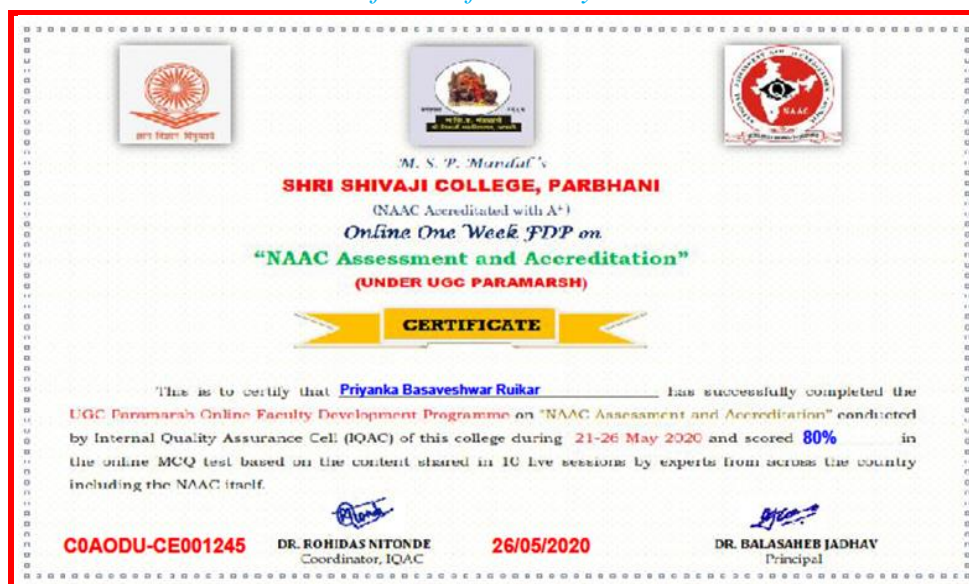 ज्ञान विज्ञान विमुक्तये
NAAC
M. S. P. Mandal's
SHRI SHIVAJI COLLEGE, PARBHANI
(NAAC Accreditated with A+)
Online One Week FDP on
“NAAC Assessment and Accreditation”
(UNDER UGC PARAMARSH)
CERTIFICATE
This is to certify that Priyanka Basaveshwar Ruikar has successfully completed the
UGC Paramarsh Online Faculty Development Programme on “NAAC Assessment and Accreditation” conducted
by Internal Quality Assurance Cell (IQAC) of this college during 21-26 May 2020 and scored 80% in
the online MCQ test based on the content shared in 10 live sessions by experts from across the country
including the NAAC itself.
C0AODU-CE001245
DR. ROHIDAS NITONDE
Coordinator, IQAC
26/05/2020
DR. BALASAHEB JADHAV
Principal